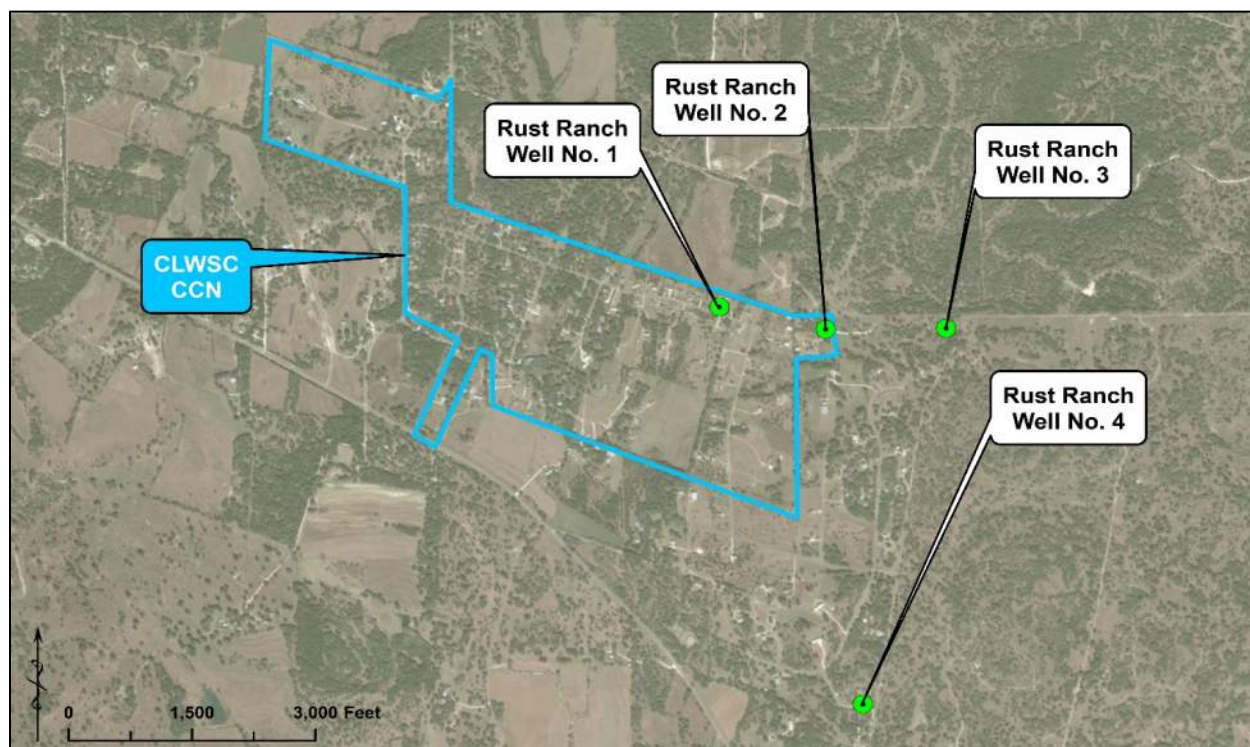 Rust Ranch
Well No. 2
Rust Ranch
Well No. 1
Rust Ranch
Well No. 3
CLWSC
CCN
Rust Ranch
Well No. 4
0
1,500
3,000 Feet